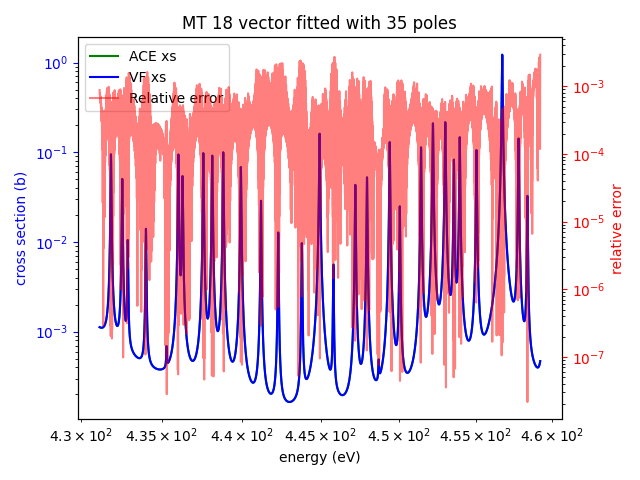 MT 18 vector fitted with 35 poles
ACE xs
VF xs
Relative error
cross section (b)
10⁰
10⁻¹
10⁻²
10⁻³
relative error
10⁻³
10⁻⁴
10⁻⁵
10⁻⁶
10⁻⁷
4.3 × 10² 4.35 × 10² 4.4 × 10² 4.45 × 10² 4.5 × 10² 4.55 × 10² 4.6 × 10²
energy (eV)